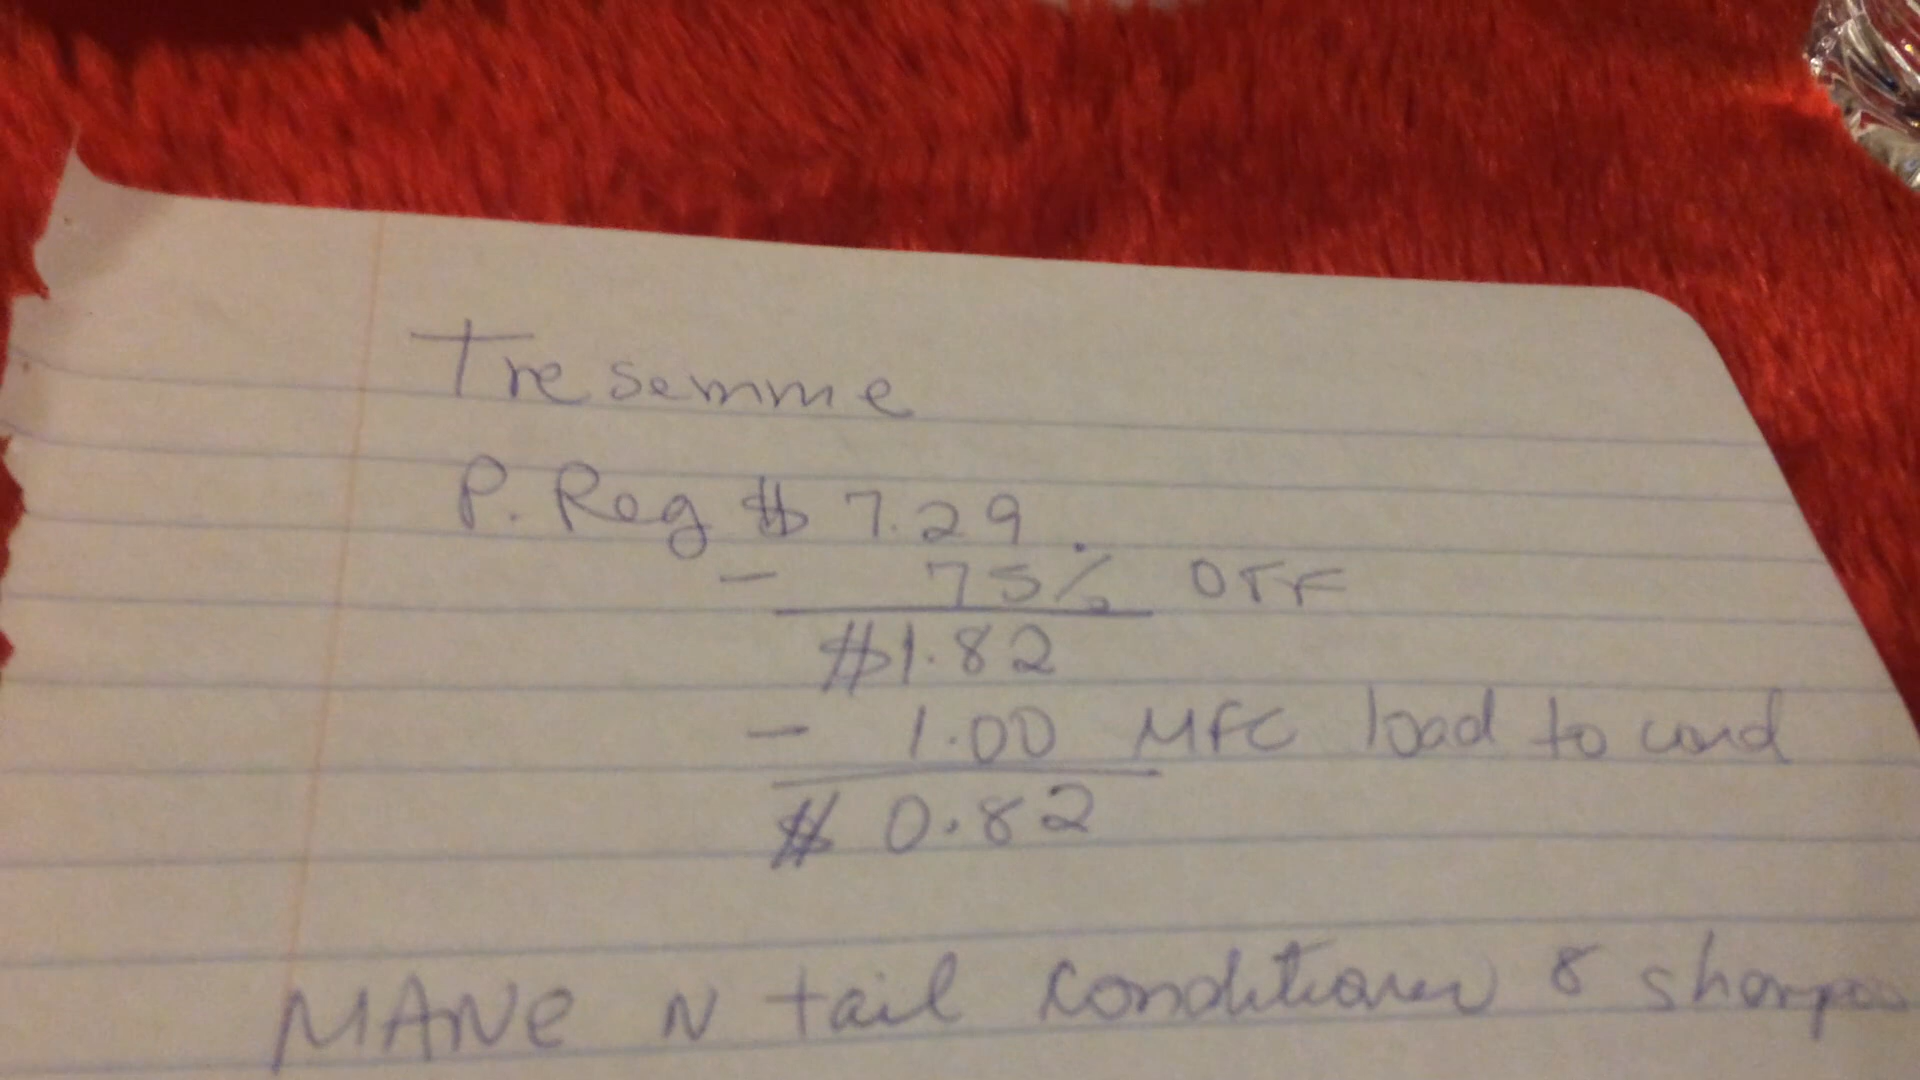 Tresemme
P. Reg $ 7.29
- 75% OFF
$1.82
- 1.00 MFC load to card
$ 0.82
MANE N tail conditioner & shampoo